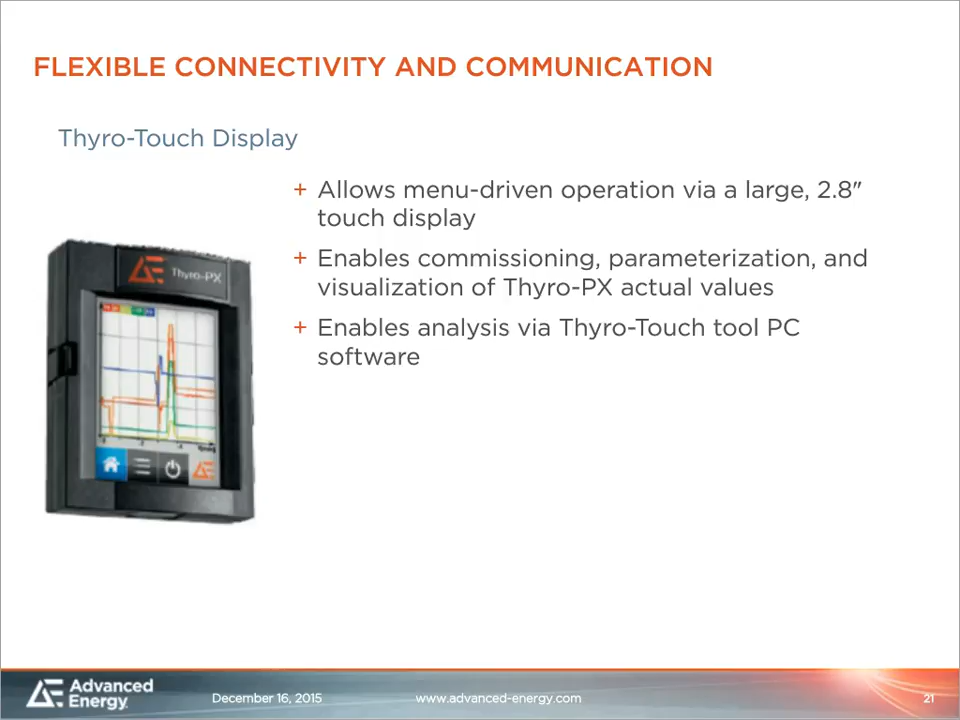 FLEXIBLE CONNECTIVITY AND COMMUNICATION
Thyro-Touch Display
+ Allows menu-driven operation via a large, 2.8″
touch display
+ Enables commissioning, parameterization, and
visualization of Thyro-PX actual values
+ Enables analysis via Thyro-Touch tool PC
software
Thyro-PX
Advanced
Energy
December 16, 2015
www.advanced-energy.com
21